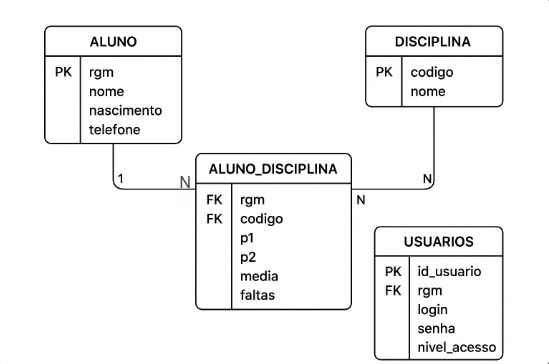 ALUNO
PK rgm
nome
nascimento
telefone
DISCIPLINA
PK codigo
nome
1
N
N
N
ALUNO_DISCIPLINA
FK rgm
FK codigo
p1
p2
media
faltas
USUARIOS
PK id_usuario
FK rgm
login
senha
nivel_acesso